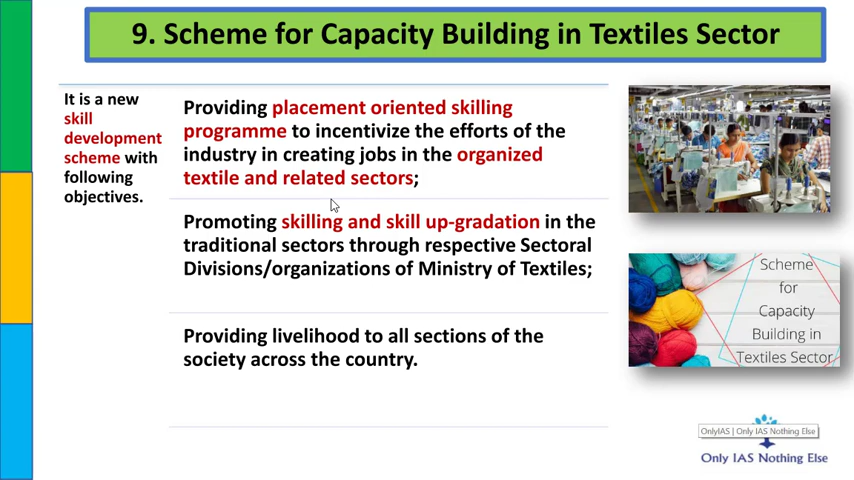 9. Scheme for Capacity Building in Textiles Sector
It is a new
skill
development
scheme with
following
objectives.
Providing placement oriented skilling
programme to incentivize the efforts of the
industry in creating jobs in the organized
textile and related sectors;
Promoting skilling and skill up-gradation in the
traditional sectors through respective Sectoral
Divisions/organizations of Ministry of Textiles;
Providing livelihood to all sections of the
society across the country.
Scheme
for
Capacity
Building in
Textiles Sector
OnlyIAS | Only IAS Nothing Else
Only IAS Nothing Else